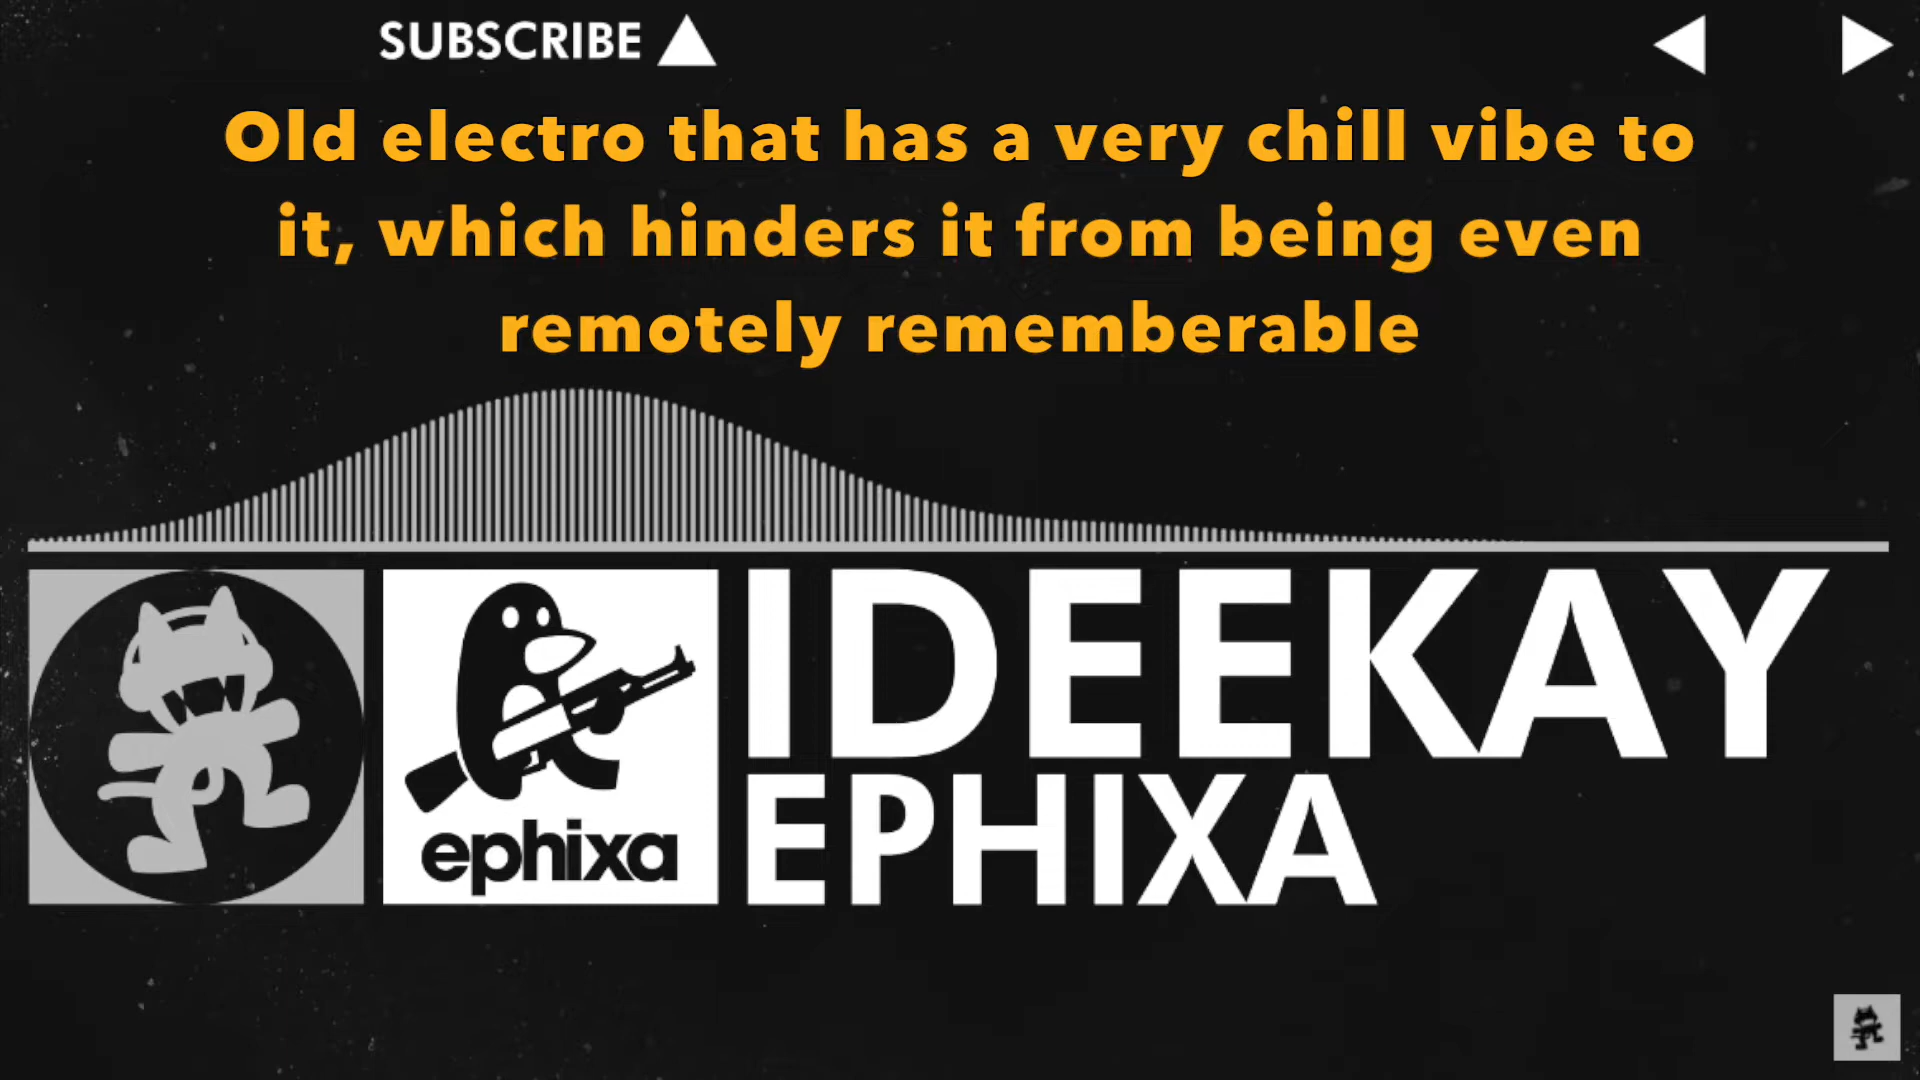 SUBSCRIBE
Old electro that has a very chill vibe to
it, which hinders it from being even
remotely rememberable
IDEEKAY
EPHIXA
ephixa